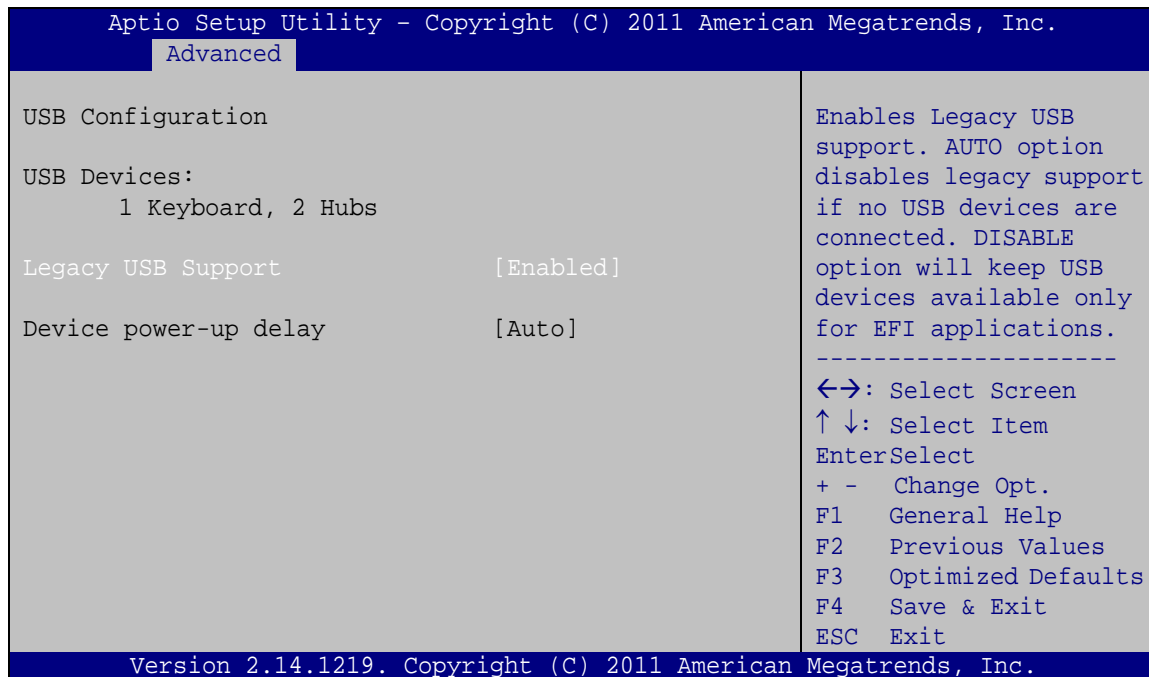 Aptio Setup Utility – Copyright (C) 2011 American Megatrends, Inc.
Advanced
USB Configuration
USB Devices:
1 Keyboard, 2 Hubs
Legacy USB Support [Enabled]
Device power-up delay [Auto]
Enables Legacy USB
support. AUTO option
disables legacy support
if no USB devices are
connected. DISABLE
option will keep USB
devices available only
for EFI applications.
---------------------
←→: Select Screen
↑ ↓: Select Item
EnterSelect
+ - Change Opt.
F1 General Help
F2 Previous Values
F3 Optimized Defaults
F4 Save & Exit
ESC Exit
Version 2.14.1219. Copyright (C) 2011 American Megatrends, Inc.